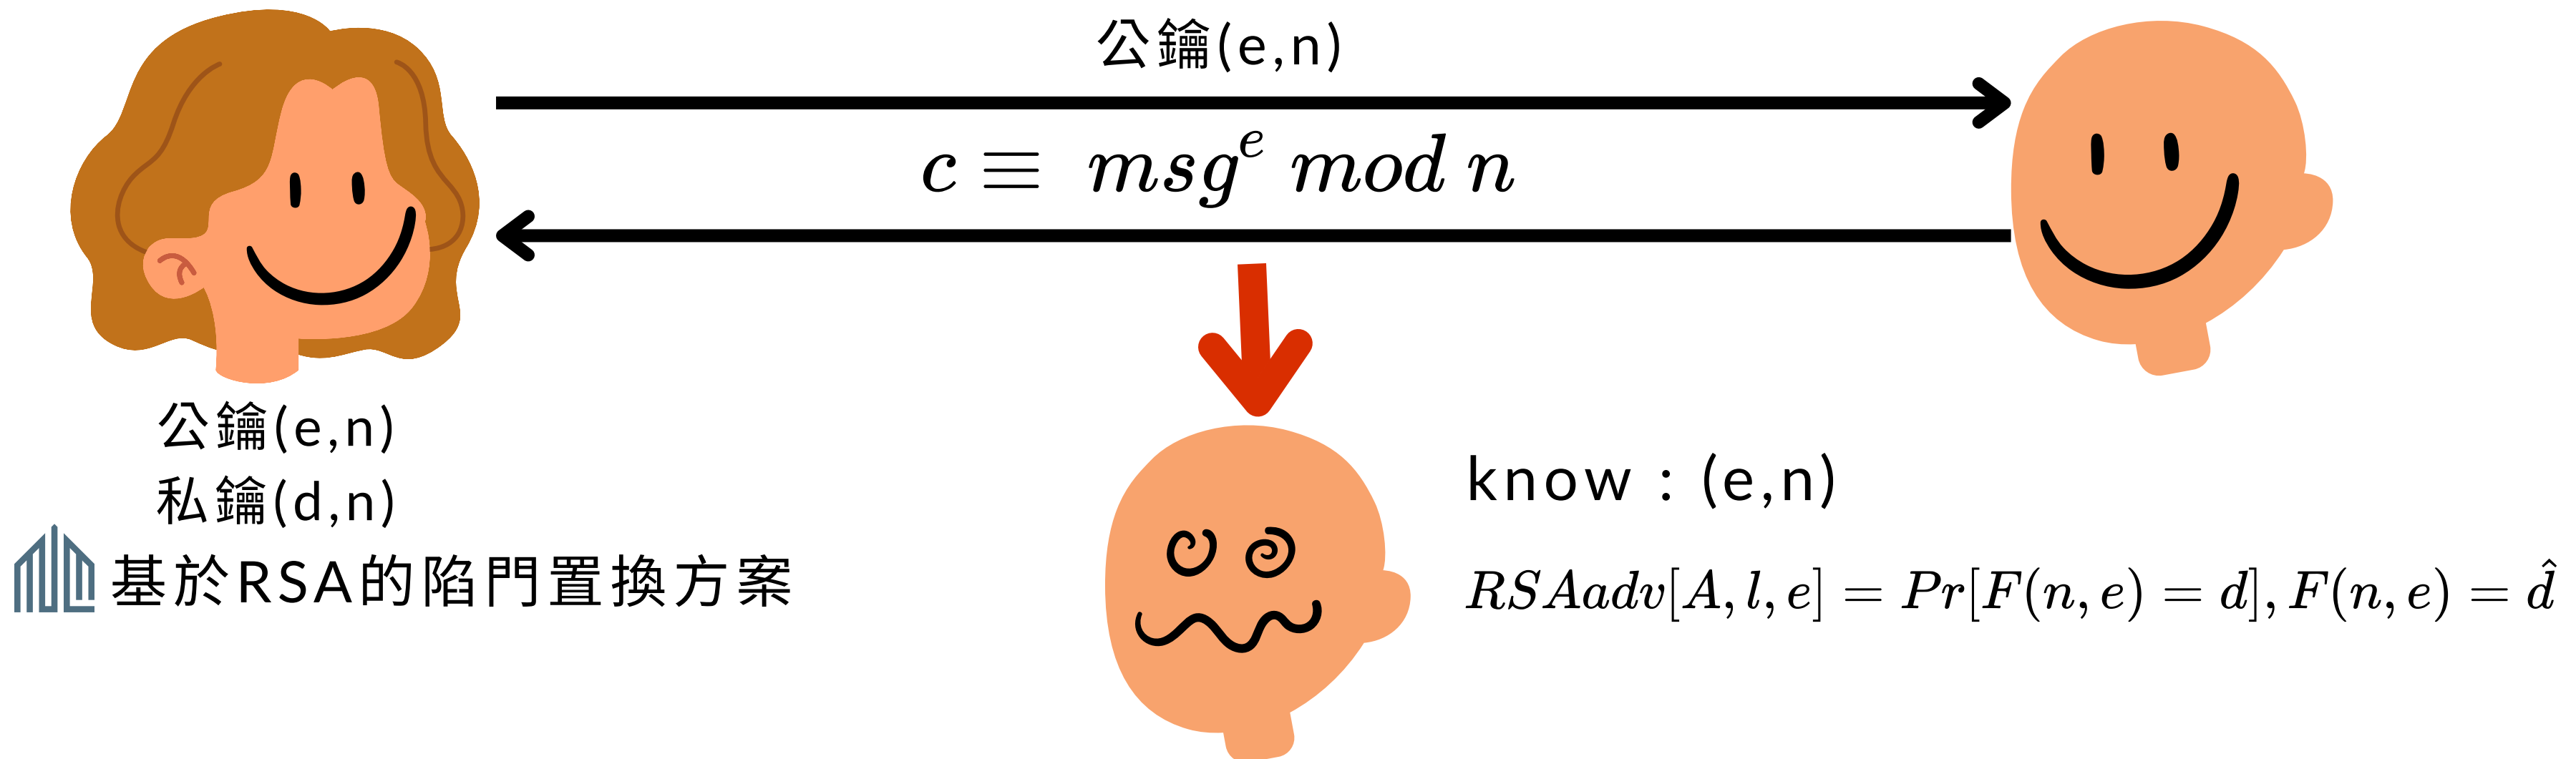 公鑰(e,n)
c ≡ msg^e mod n
公鑰(e,n)
私鑰(d,n)
基於RSA的陷門置換方案
know : (e,n)
RSAadv[A, l, e] = Pr[F(n, e) = d], F(n, e) = d̂